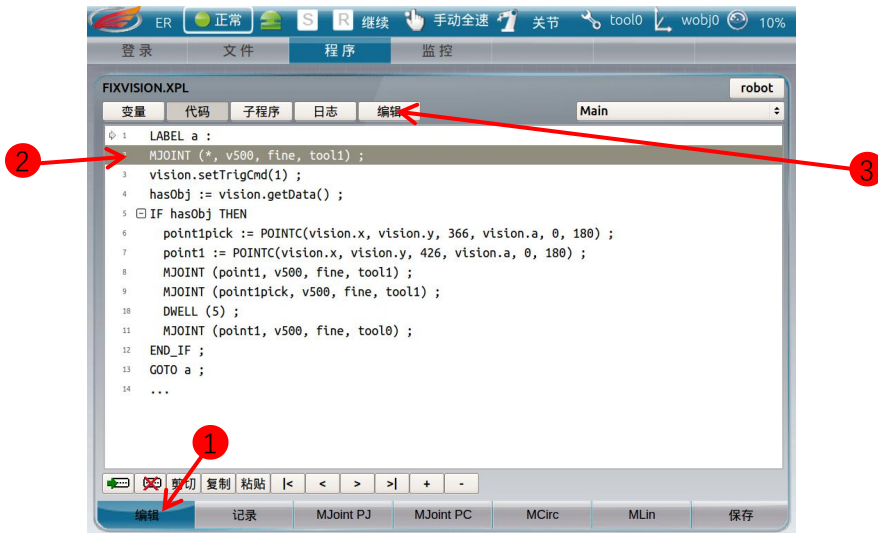 ER 正常 S R 继续 手动全速 关节 tool0 wobj0 10%
登录 文件 程序 监控
FIXVISION.XPL robot
变量 代码 子程序 日志 编辑 Main
1 LABEL a :
MJOINT (*, v500, fine, tool1) ;
3 vision.setTrigCmd(1) ;
4 hasObj := vision.getData() ;
5 IF hasObj THEN
6 point1pick := POINTC(vision.x, vision.y, 366, vision.a, 0, 180) ;
7 point1 := POINTC(vision.x, vision.y, 426, vision.a, 0, 180) ;
8 MJOINT (point1, v500, fine, tool1) ;
9 MJOINT (point1pick, v500, fine, tool1) ;
10 DWELL (5) ;
11 MJOINT (point1, v500, fine, tool0) ;
12 END_IF ;
13 GOTO a ;
14 ...
2
3
1
剪切 复制 粘贴 |< < > >| + -
编辑 记录 MJoint PJ MJoint PC MCirc MLin 保存